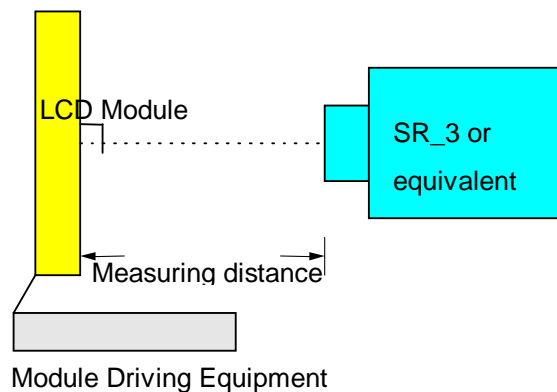 LCD Module
SR_3 or
equivalent
Measuring distance
Module Driving Equipment